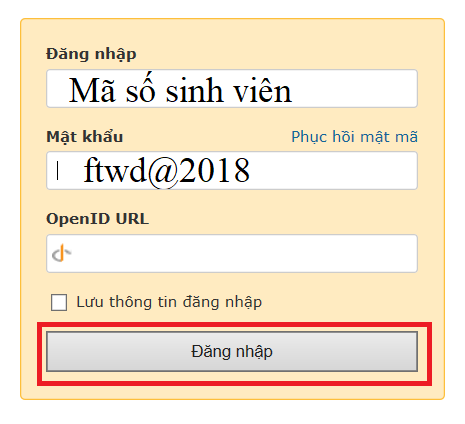 Đăng nhập
Mã số sinh viên
Mật khẩu Phục hồi mật mã
ftwd@2018
OpenID URL
Lưu thông tin đăng nhập
Đăng nhập